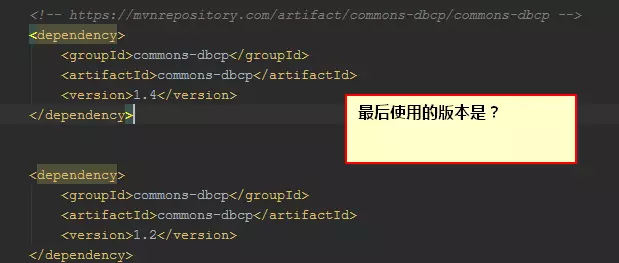 <!-- https://mvnrepository.com/artifact/commons-dbcp/commons-dbcp -->
<dependency>
    <groupId>commons-dbcp</groupId>
    <artifactId>commons-dbcp</artifactId>
    <version>1.4</version>
</dependency>
最后使用的版本是？
<dependency>
    <groupId>commons-dbcp</groupId>
    <artifactId>commons-dbcp</artifactId>
    <version>1.2</version>
</dependency>